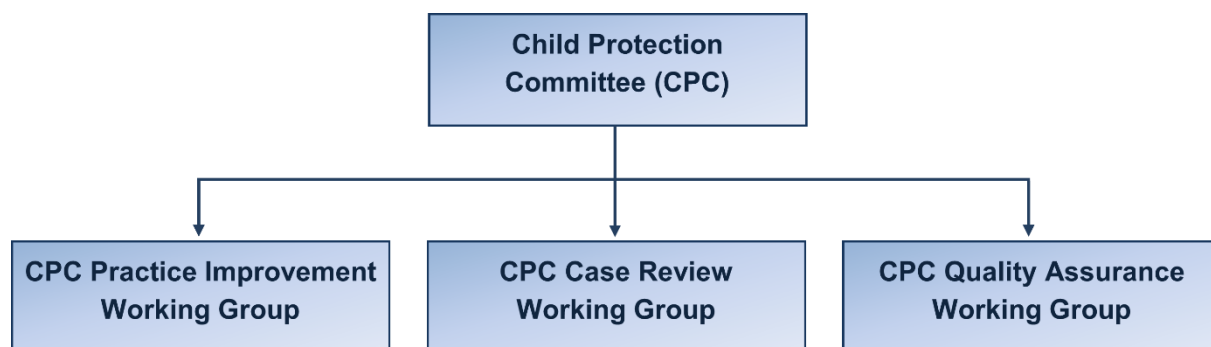 Child Protection
Committee (CPC)
CPC Practice Improvement
Working Group
CPC Case Review
Working Group
CPC Quality Assurance
Working Group